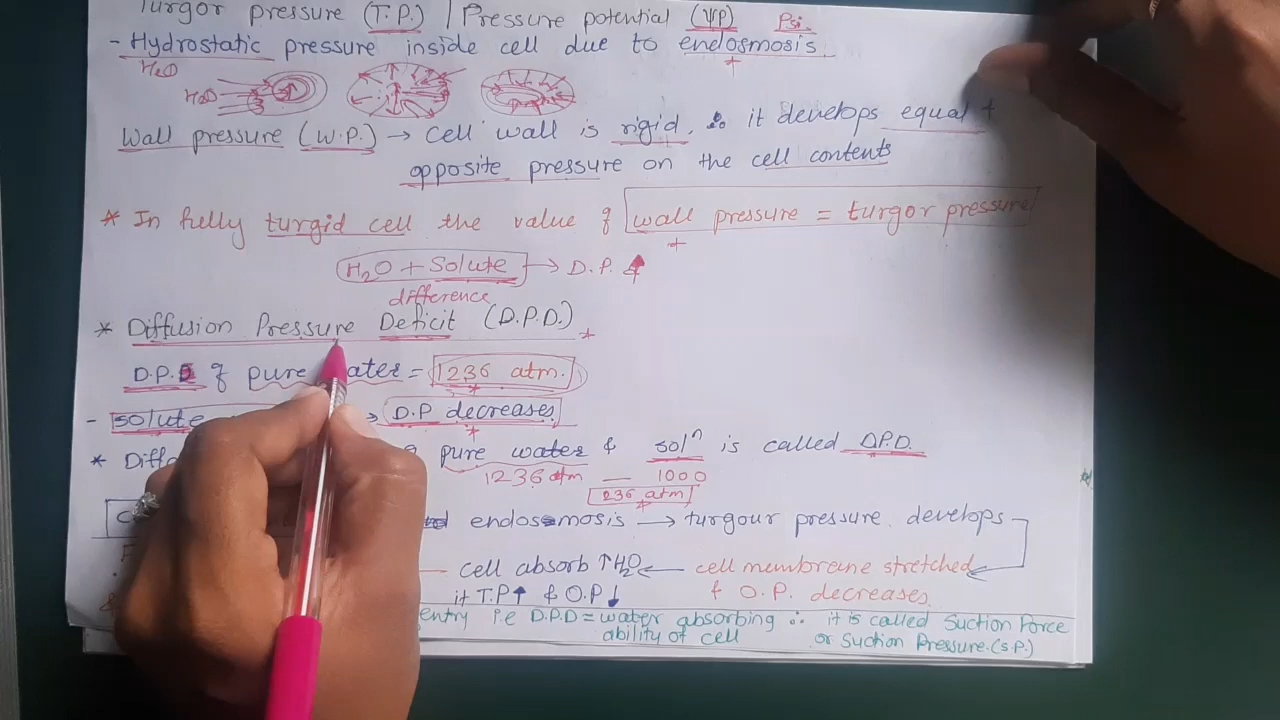 Turgor pressure (T.P.) | Pressure potential (Ψp) Psi
- Hydrostatic pressure inside cell due to endosmosis.
H2O
H2O
Wall pressure (W.P.) → Cell wall is rigid, so it develops equal +
opposite pressure on the cell contents
* In fully turgid cell the value of wall pressure = turgor pressure
H2O + Solute → D.P. ↑
difference
* Diffusion Pressure Deficit (D.P.D.)
D.P. of pure water = 1236 atm.
- Solute → D.P decreases
* pure water & solⁿ is called D.P.D.
1236 atm — 1000
236 atm
endosmosis → turgour pressure develops
cell absorb ↑H2O ← cell membrane stretched
it T.P↑ & O.P↓ & O.P. decreases
entry i.e D.P.D = water absorbing ∴ it is called Suction Force
ability of cell or Suction Pressure.(S.P.)